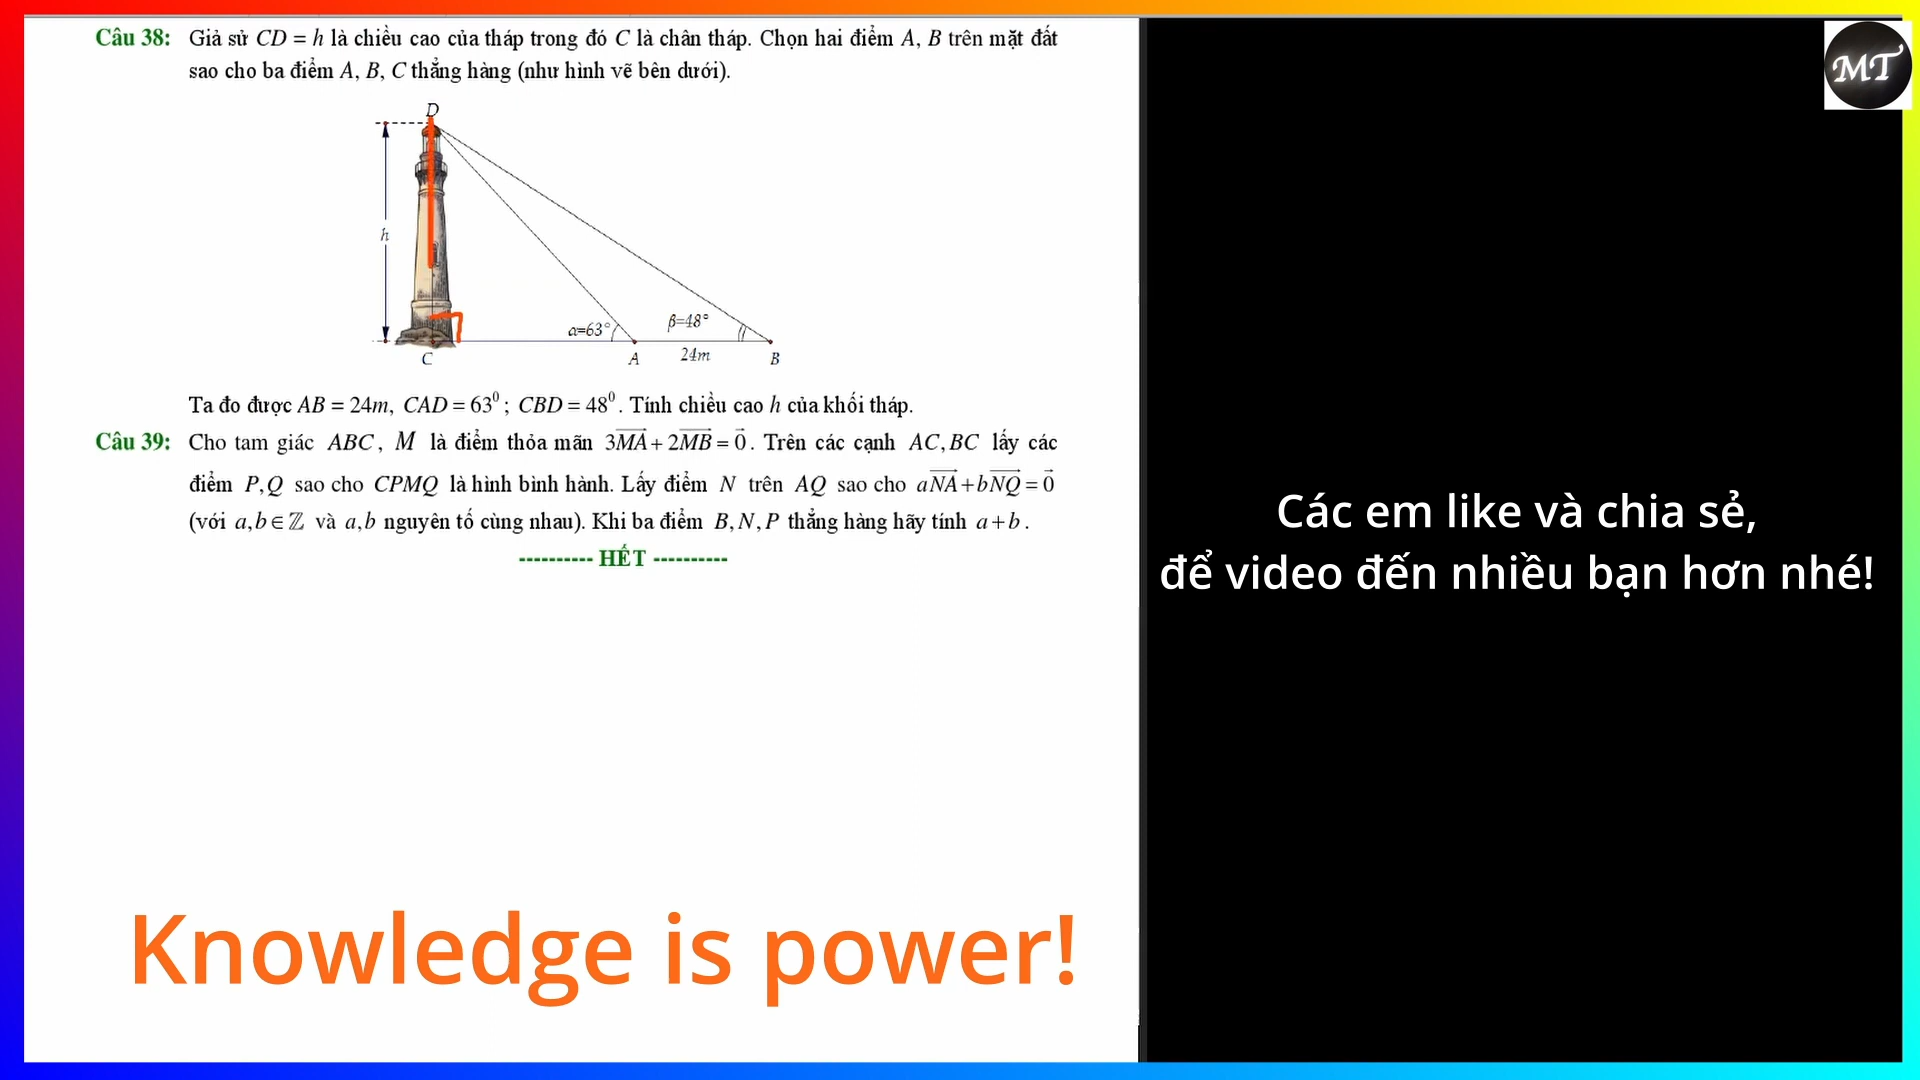 Câu 38: Giả sử CD = h là chiều cao của tháp trong đó C là chân tháp. Chọn hai điểm A, B trên mặt đất
sao cho ba điểm A, B, C thẳng hàng (như hình vẽ bên dưới).
D
h
α=63°
β=48°
C
A
24m
B
Ta đo được AB = 24m, CAD = 63⁰; CBD = 48⁰. Tính chiều cao h của khối tháp.
Câu 39: Cho tam giác ABC, M là điểm thỏa mãn 3MA⃗ + 2MB⃗ = 0⃗. Trên các cạnh AC, BC lấy các
điểm P, Q sao cho CPMQ là hình bình hành. Lấy điểm N trên AQ sao cho aNA⃗ + bNQ⃗ = 0⃗
(với a,b ∈ ℤ và a,b nguyên tố cùng nhau). Khi ba điểm B, N, P thẳng hàng hãy tính a + b.
---------- HẾT ----------
Knowledge is power!
MT
Các em like và chia sẻ,
để video đến nhiều bạn hơn nhé!